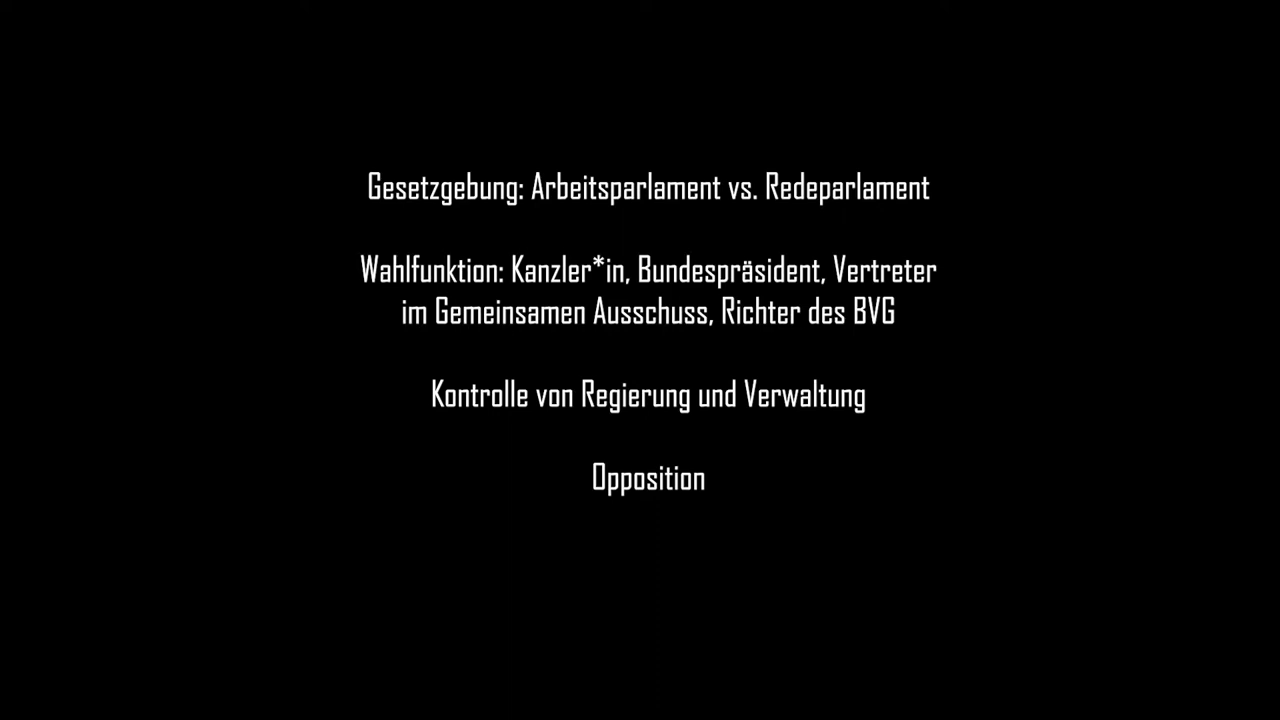 Gesetzgebung: Arbeitsparlament vs. Redeparlament
Wahlfunktion: Kanzler*in, Bundespräsident, Vertreter
im Gemeinsamen Ausschuss, Richter des BVG
Kontrolle von Regierung und Verwaltung
Opposition